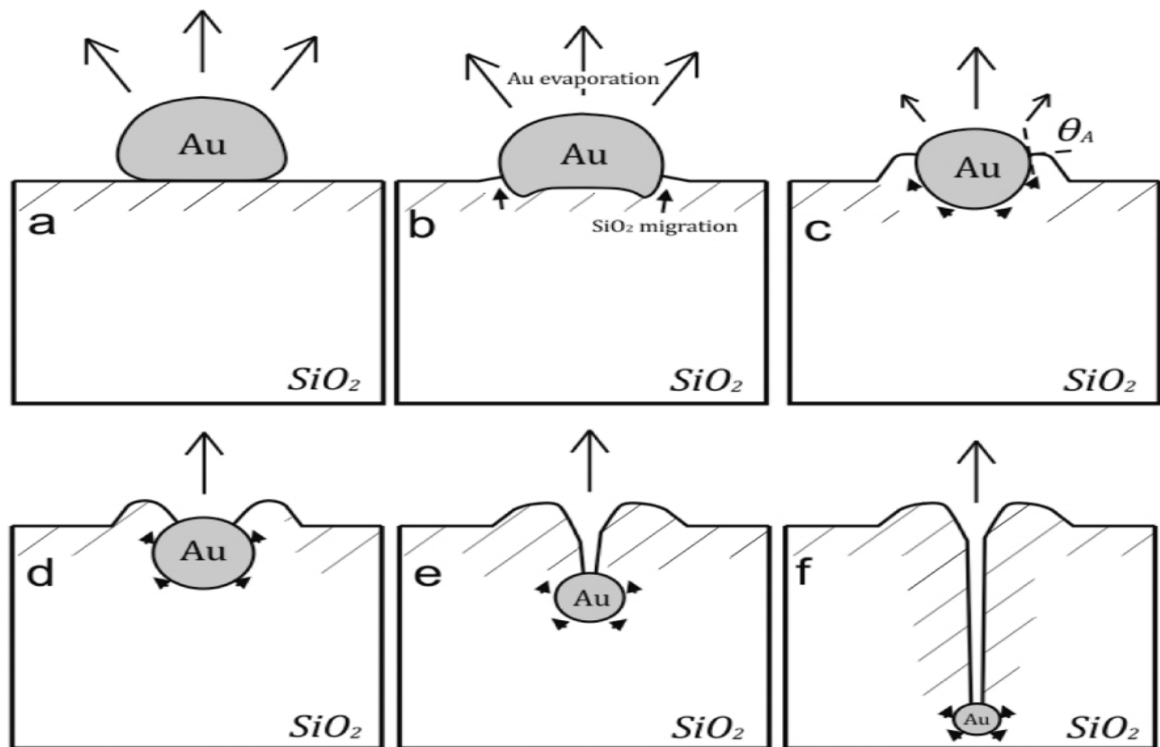 Au
a
SiO₂
Au evaporation
Au
b
SiO₂ migration
SiO₂
θA
Au
c
SiO₂
Au
d
SiO₂
Au
e
SiO₂
Au
f
SiO₂